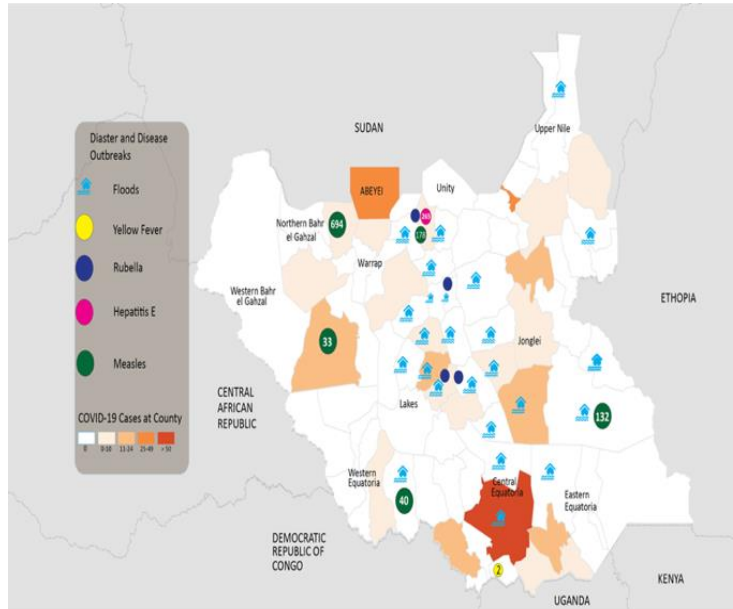 Diaster and Disease
Outbreaks
Floods
Yellow Fever
Rubella
Hepatitis E
Measles
COVID-19 Cases at County
0
0-10
11-24
25-49
> 50
SUDAN
Upper Nile
ABEYEI
Unity
Northern Bahr
el Gahzal
694
265
178
Warrap
Western Bahr
el Gahzal
ETHIOPIA
33
Jonglei
CENTRAL
AFRICAN
REPUBLIC
Lakes
132
Western
Equatoria
40
Central
Equatoria
Eastern
Equatoria
DEMOCRATIC
REPUBLIC OF
CONGO
2
KENYA
UGANDA